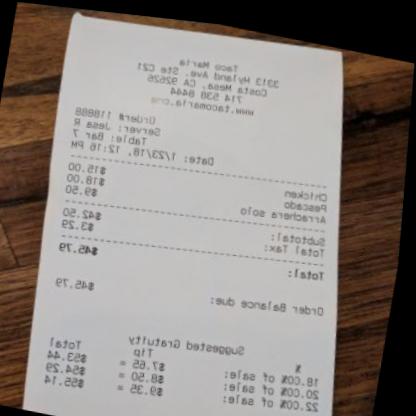 Taco Maria
3313 Hyland Ave. Ste C21
Costa Mesa, CA 92626
714 538 8444
www.tacomaria.com
Order# 118888
Server: Jesa R
Table: Bar 7
Date: 1/23/18, 12:16 PM
Chicken $15.00
Pescado $18.00
Arrachera solo $9.50
Subtotal: $42.50
Total Tax: $3.29
Total: $45.79
Order Balance due: $45.79
Suggested Gratuity
% Tip Total
18.00% of sale: $7.65 = $53.44
20.00% of sale: $8.50 = $54.29
22.00% of sale: $9.35 = $55.14